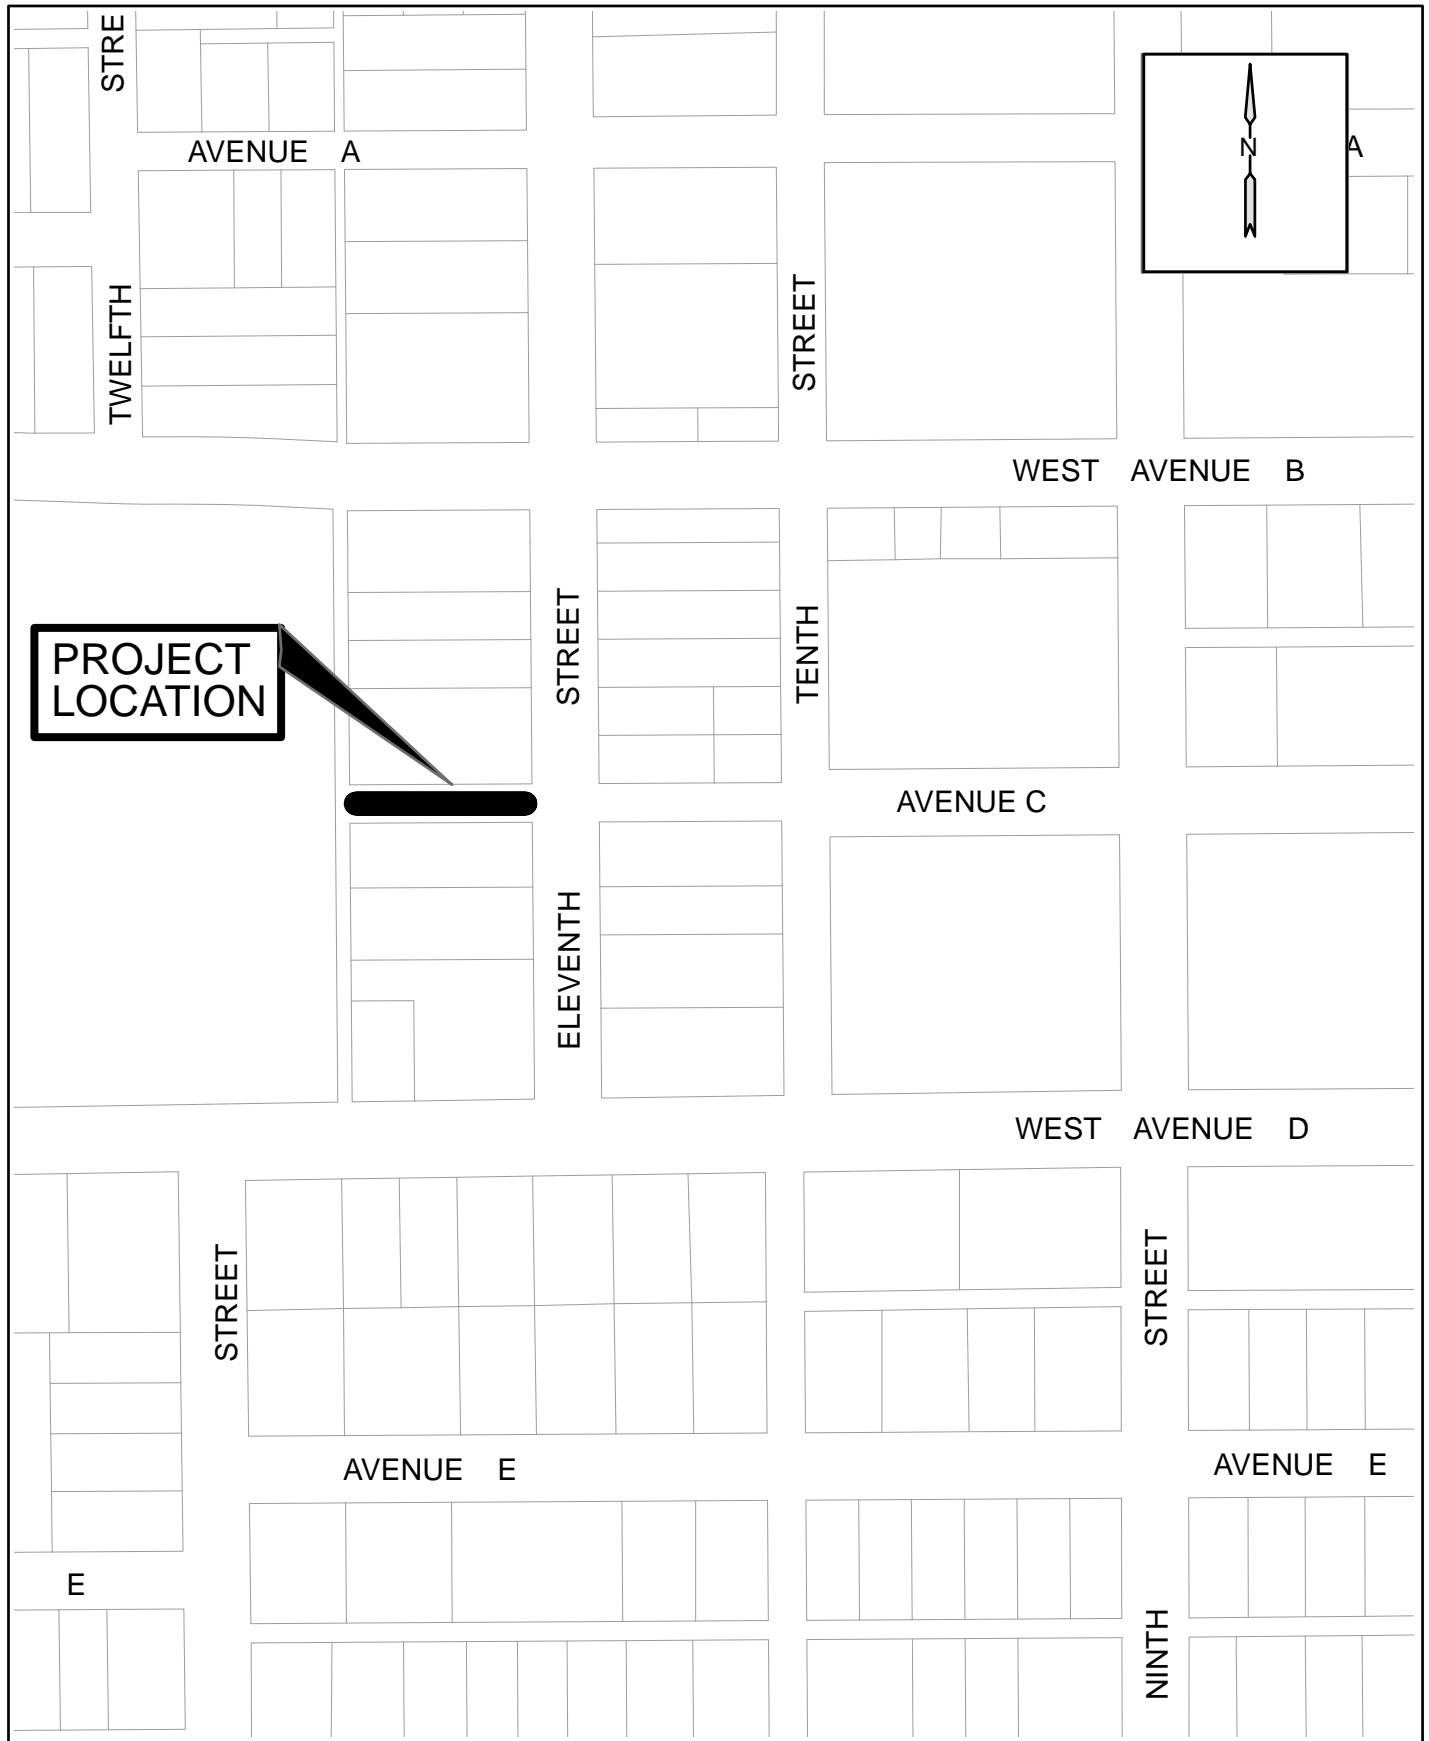 STRE
AVENUE A
N
A
TWELFTH
STREET
WEST AVENUE B
STREET
TENTH
PROJECT
LOCATION
AVENUE C
ELEVENTH
WEST AVENUE D
STREET
STREET
AVENUE E
AVENUE E
E
NINTH